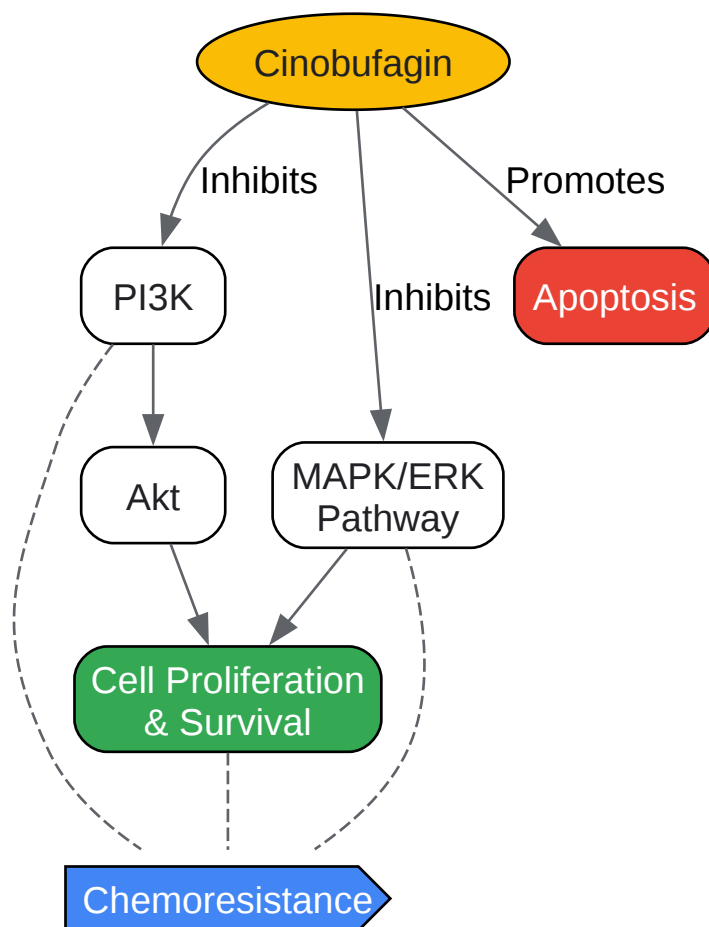 Cinobufagin
Inhibits
Promotes
PI3K
Inhibits
Apoptosis
Akt
MAPK/ERK
Pathway
Cell Proliferation
& Survival
Chemoresistance